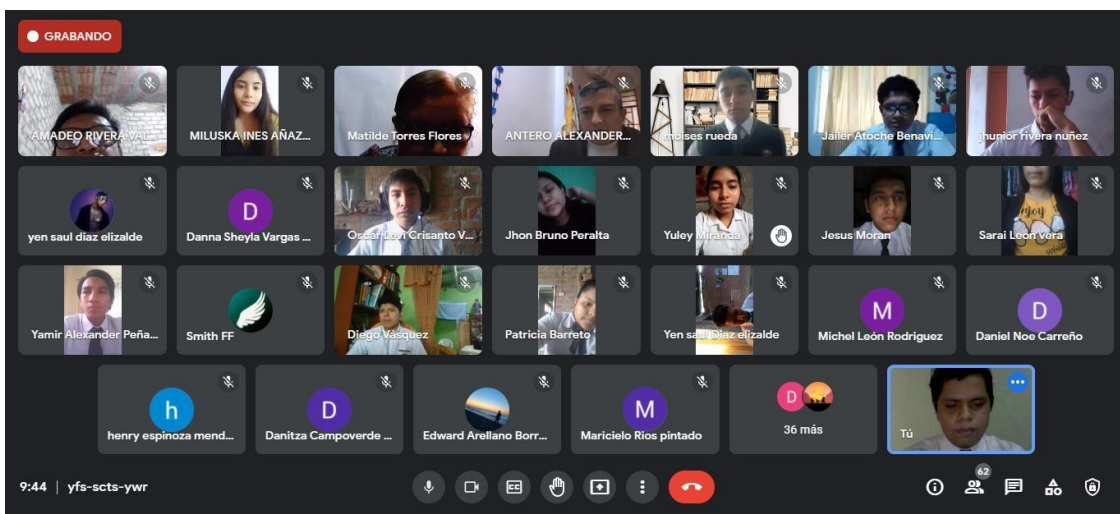 GRABANDO
AMADEO RIVERA VAL...
MILUSKA INES AÑAZ...
Matilde Torres Flores
ANTERO ALEXANDER...
moises rueda
Jailer Atoche Benavi...
jhunior rivera nuñez
yen saul diaz elizalde
D
Danna Sheyla Vargas ...
Oscar Levi Crisanto V...
Jhon Bruno Peralta
Yuley Miranda
Jesus Moran
enjoy
Sarai León Vera
Yamir Alexander Peña...
Smith FF
Diego Vásquez
Patricia Barreto
Yen saul Diaz elizalde
M
Michel León Rodriguez
D
Daniel Noe Carreño
h
henry espinoza mend...
D
Danitza Campoverde ...
Edward Arellano Borr...
M
Maricielo Rios pintado
D
36 más
Tú
9:44 | yfs-scts-ywr
CC
62